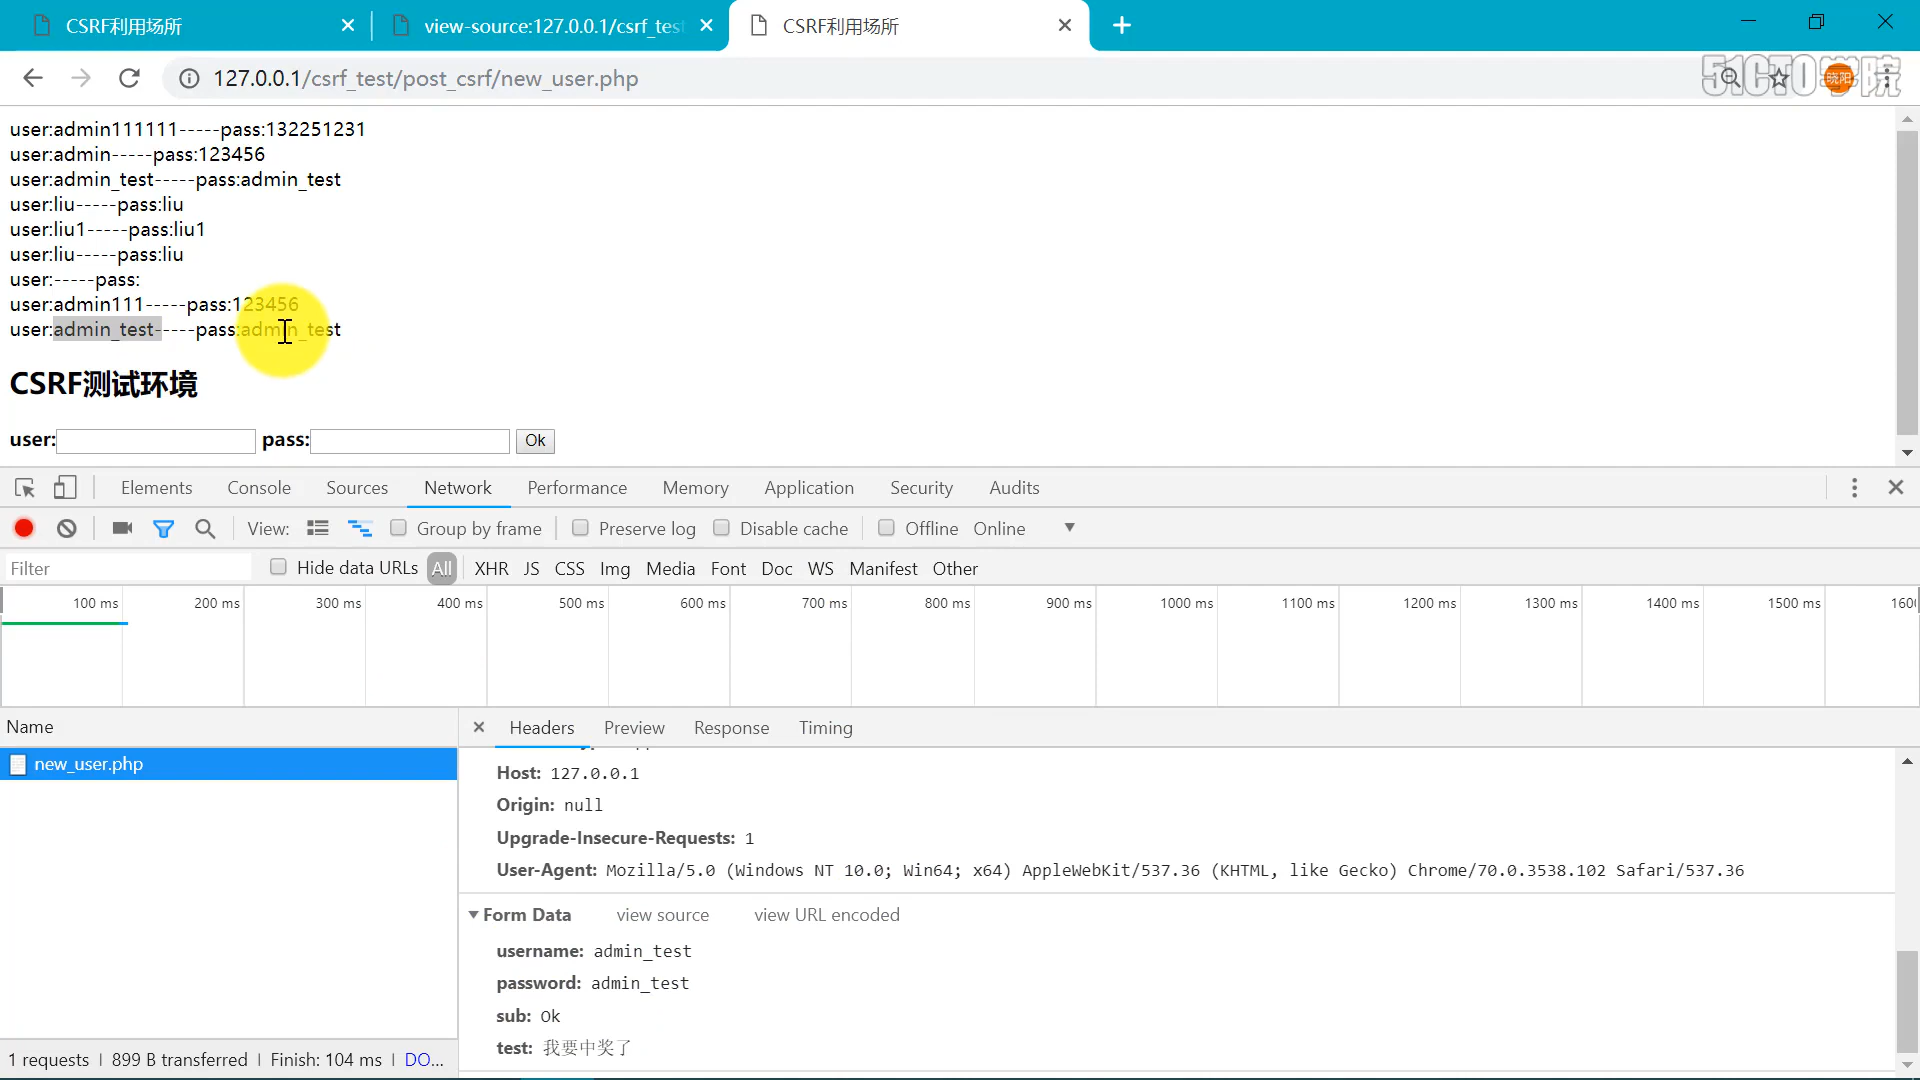 CSRF利用场所
view-source:127.0.0.1/csrf_test
CSRF利用场所
127.0.0.1/csrf_test/post_csrf/new_user.php
51CTO学院
晓阳
user:admin111111-----pass:132251231
user:admin-----pass:123456
user:admin_test-----pass:admin_test
user:liu-----pass:liu
user:liu1-----pass:liu1
user:liu-----pass:liu
user:-----pass:
user:admin111-----pass:123456
user:admin_test-----pass:admin_test
CSRF测试环境
user: pass: Ok
Elements Console Sources Network Performance Memory Application Security Audits
View: Group by frame Preserve log Disable cache Offline Online
Filter Hide data URLs All XHR JS CSS Img Media Font Doc WS Manifest Other
100 ms 200 ms 300 ms 400 ms 500 ms 600 ms 700 ms 800 ms 900 ms 1000 ms 1100 ms 1200 ms 1300 ms 1400 ms 1500 ms 160
Name
Headers Preview Response Timing
new_user.php
Host: 127.0.0.1
Origin: null
Upgrade-Insecure-Requests: 1
User-Agent: Mozilla/5.0 (Windows NT 10.0; Win64; x64) AppleWebKit/537.36 (KHTML, like Gecko) Chrome/70.0.3538.102 Safari/537.36
Form Data view source view URL encoded
username: admin_test
password: admin_test
sub: Ok
test: 我要中奖了
1 requests | 899 B transferred | Finish: 104 ms | DO...